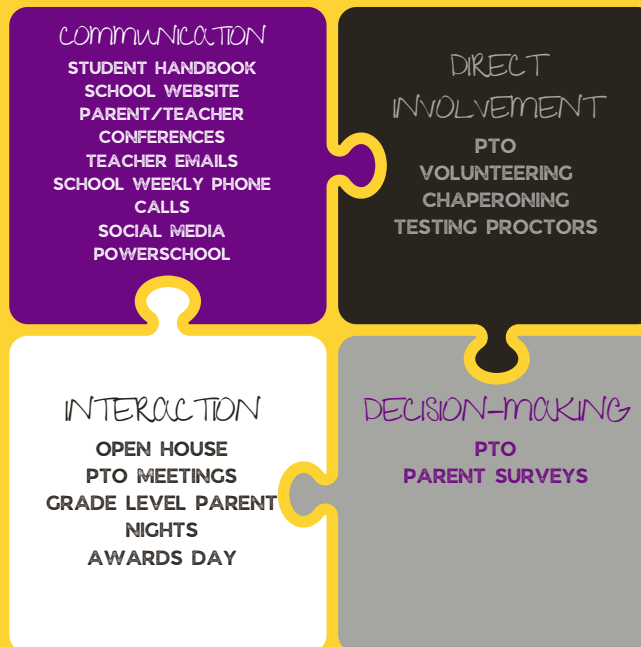 COMMUNICATION
STUDENT HANDBOOK
SCHOOL WEBSITE
PARENT/TEACHER
CONFERENCES
TEACHER EMAILS
SCHOOL WEEKLY PHONE
CALLS
SOCIAL MEDIA
POWERSCHOOL
DIRECT
INVOLVEMENT
PTO
VOLUNTEERING
CHAPERONING
TESTING PROCTORS
INTERACTION
OPEN HOUSE
PTO MEETINGS
GRADE LEVEL PARENT
NIGHTS
AWARDS DAY
DECISION-MAKING
PTO
PARENT SURVEYS